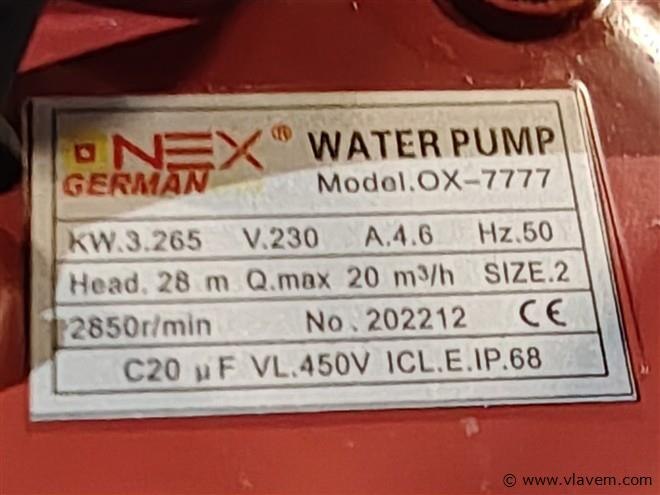 ONEX® WATER PUMP
GERMAN Model.OX-7777
KW.3.265 V.230 A.4.6 Hz.50
Head. 28 m Q.max 20 m³/h SIZE.2
2850r/min No.202212 CE
C20 µF VL.450V ICL.E.IP.68
© www.vlavem.com